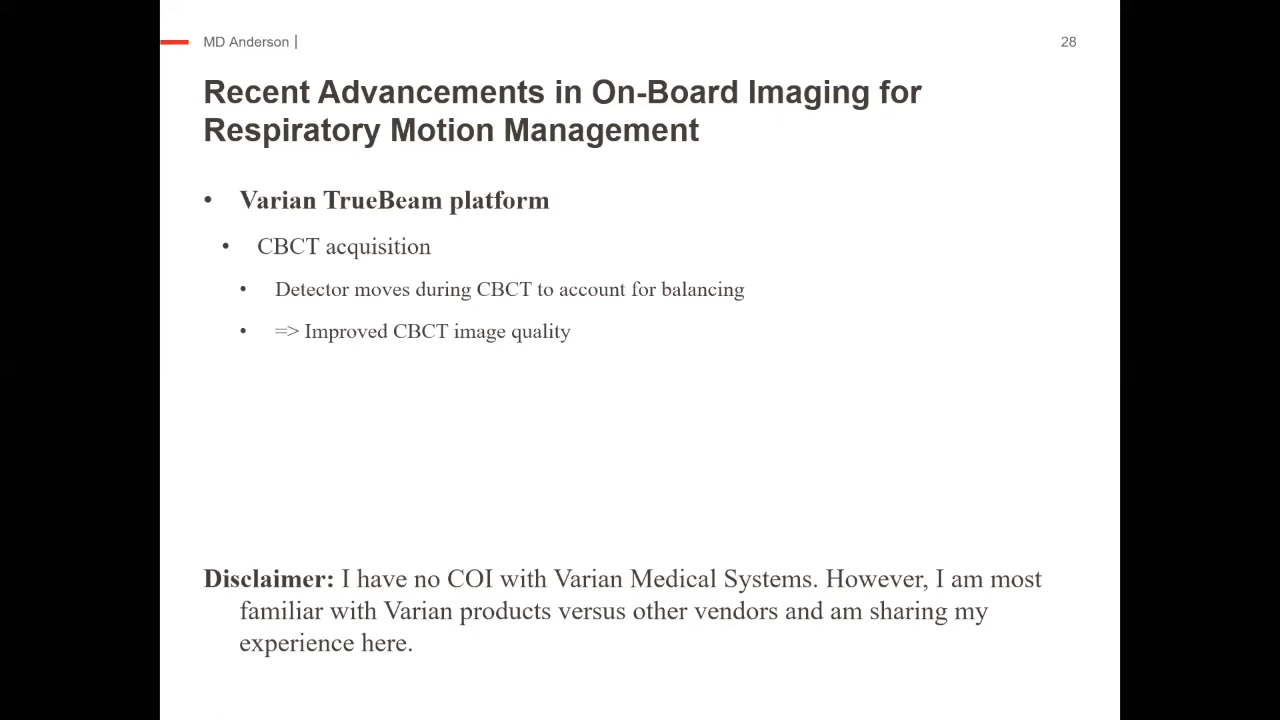 MD Anderson |
28
Recent Advancements in On-Board Imaging for
Respiratory Motion Management
• Varian TrueBeam platform
• CBCT acquisition
• Detector moves during CBCT to account for balancing
• => Improved CBCT image quality
Disclaimer: I have no COI with Varian Medical Systems. However, I am most
familiar with Varian products versus other vendors and am sharing my
experience here.